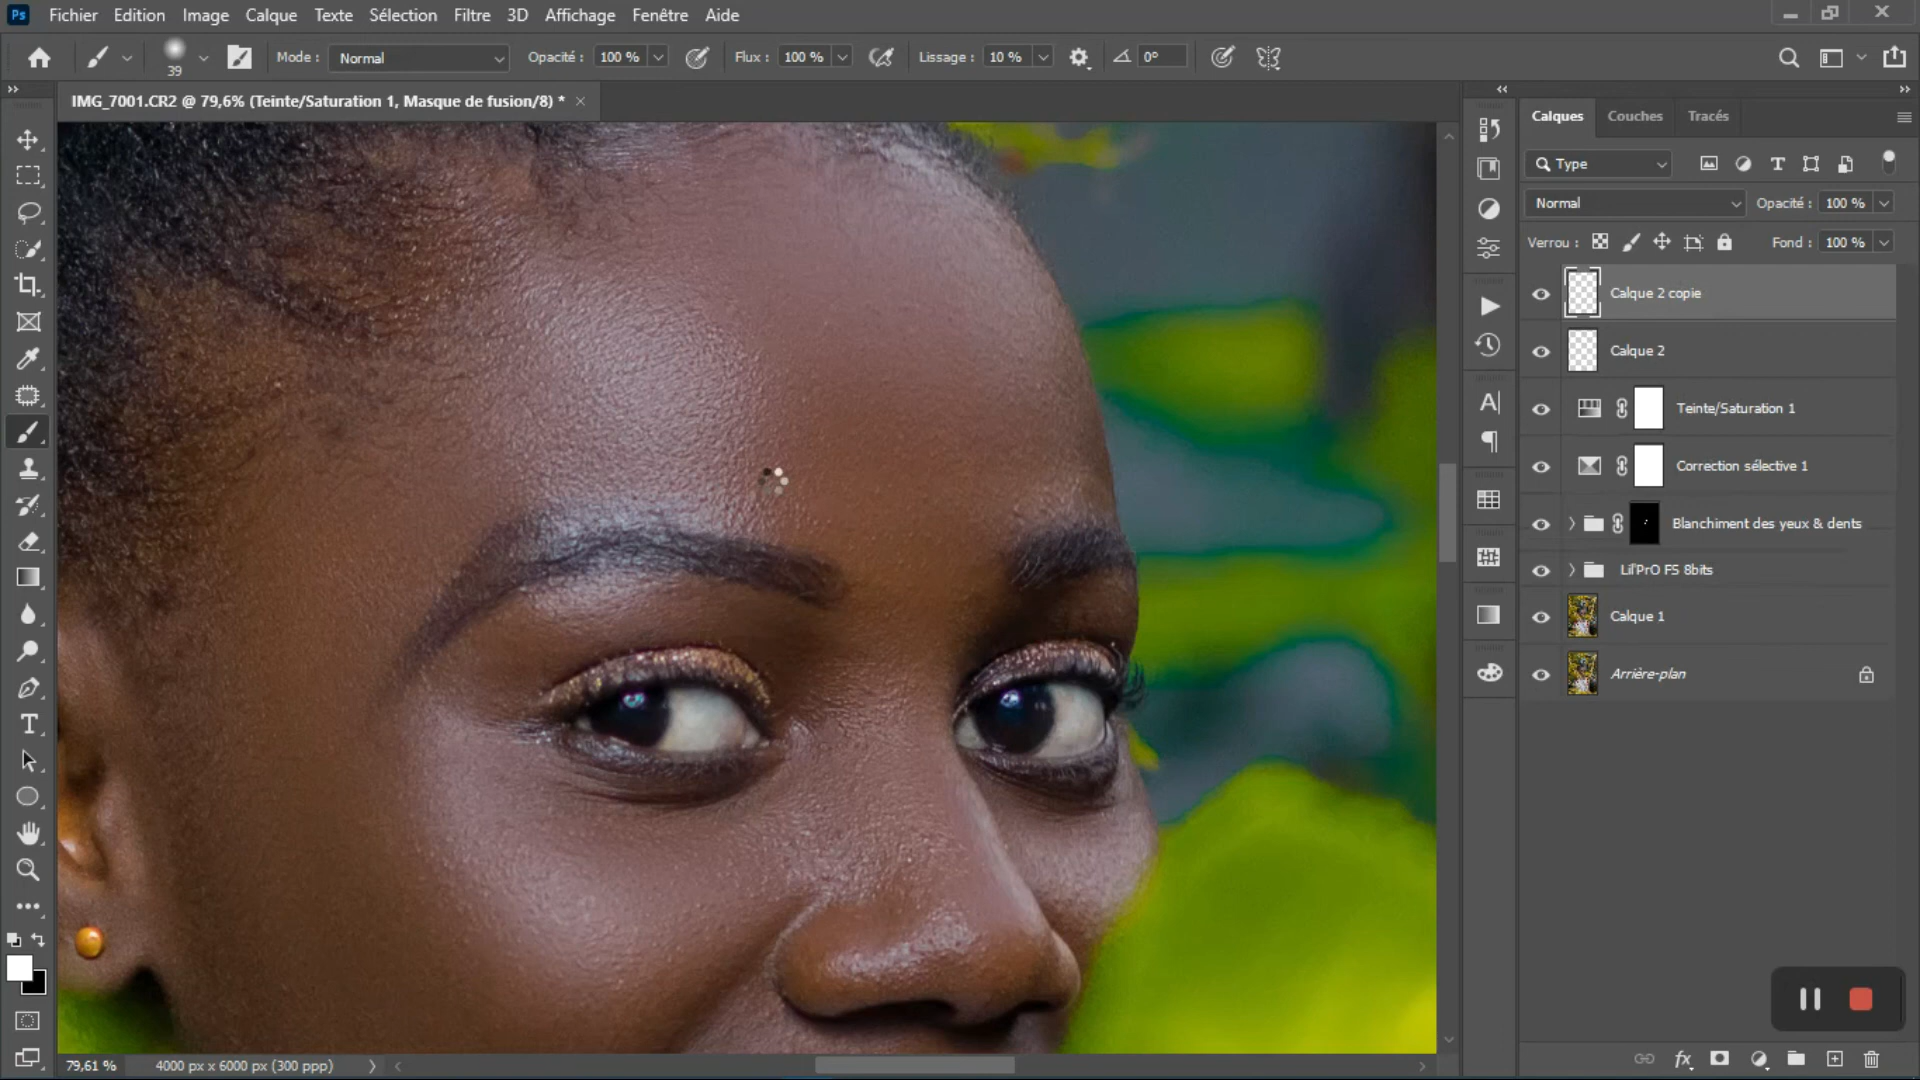 Ps Fichier Edition Image Calque Texte Sélection Filtre 3D Affichage Fenêtre Aide
39 Mode : Normal Opacité : 100 % Flux : 100 % Lissage : 10 % 0°
IMG_7001.CR2 @ 79,6% (Teinte/Saturation 1, Masque de fusion/8) *
Calques Couches Tracés
Type
Normal Opacité : 100 %
Verrou : Fond : 100 %
Calque 2 copie
Calque 2
Teinte/Saturation 1
Correction sélective 1
Blanchiment des yeux & dents
Lil'PrO FS 8bits
Calque 1
Arrière-plan
79,61 % 4000 px x 6000 px (300 ppp)